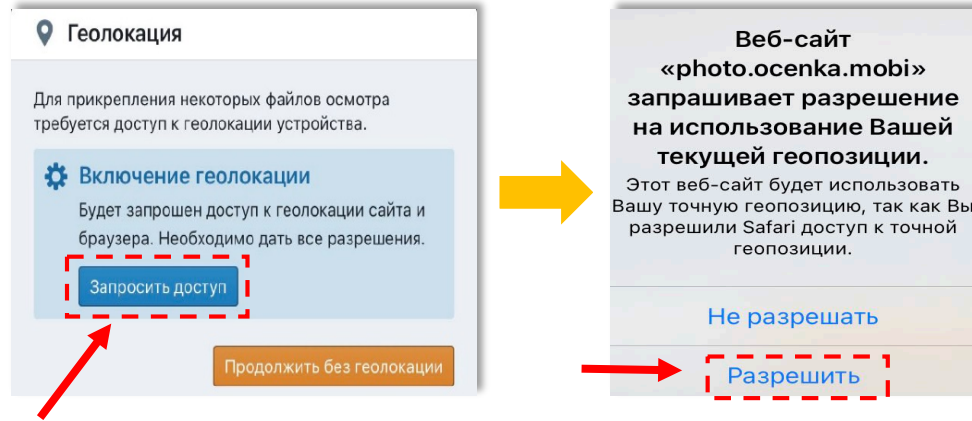 Геолокация
Для прикрепления некоторых файлов осмотра
требуется доступ к геолокации устройства.
Включение геолокации
Будет запрошен доступ к геолокации сайта и
браузера. Необходимо дать все разрешения.
Запросить доступ
Продолжить без геолокации
Веб-сайт
«photo.ocenka.mobi»
запрашивает разрешение
на использование Вашей
текущей геопозиции.
Этот веб-сайт будет использовать
Вашу точную геопозицию, так как Вы
разрешили Safari доступ к точной
геопозиции.
Не разрешать
Разрешить